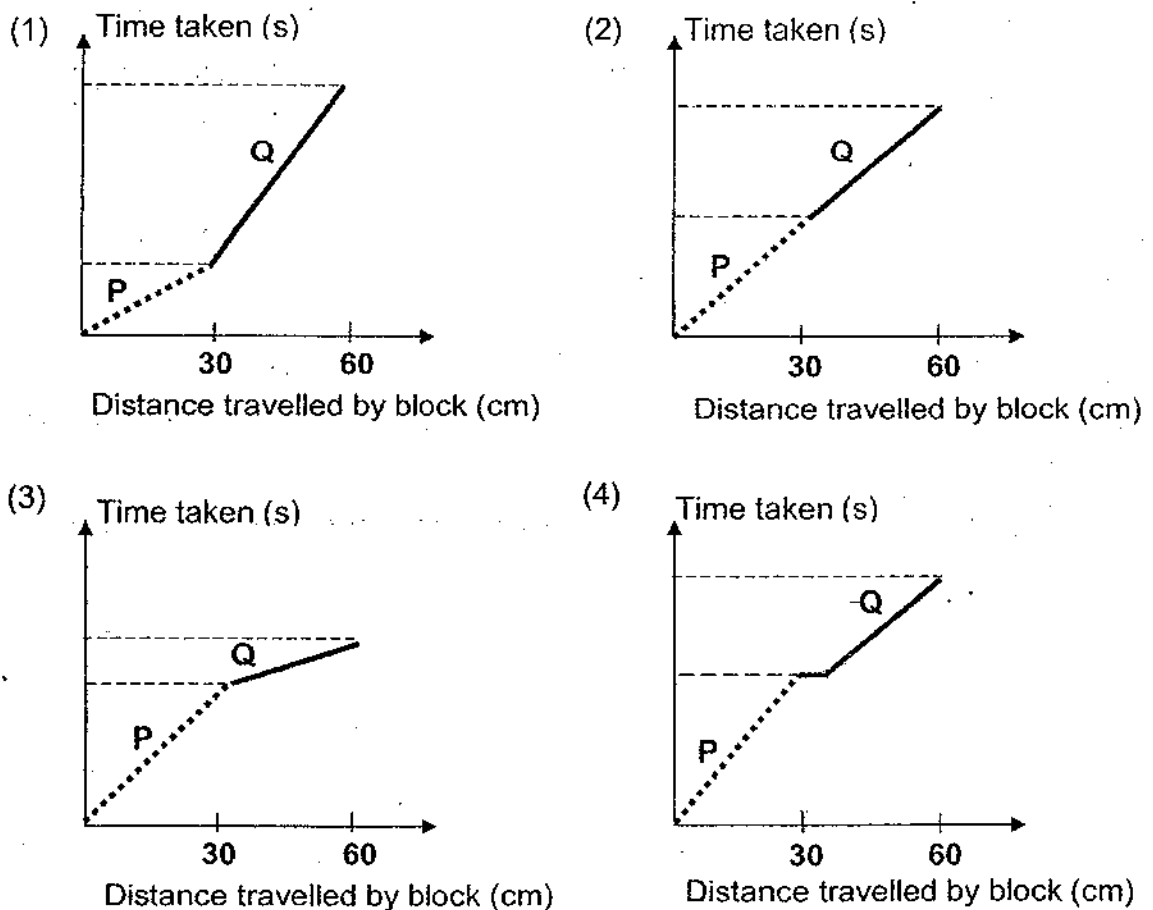 (1) Time taken (s)
Q
P
30 60
Distance travelled by block (cm)
(2) Time taken (s)
Q
P
30 60
Distance travelled by block (cm)
(3) Time taken (s)
Q
P
30 60
Distance travelled by block (cm)
(4) Time taken (s)
Q
P
30 60
Distance travelled by block (cm)